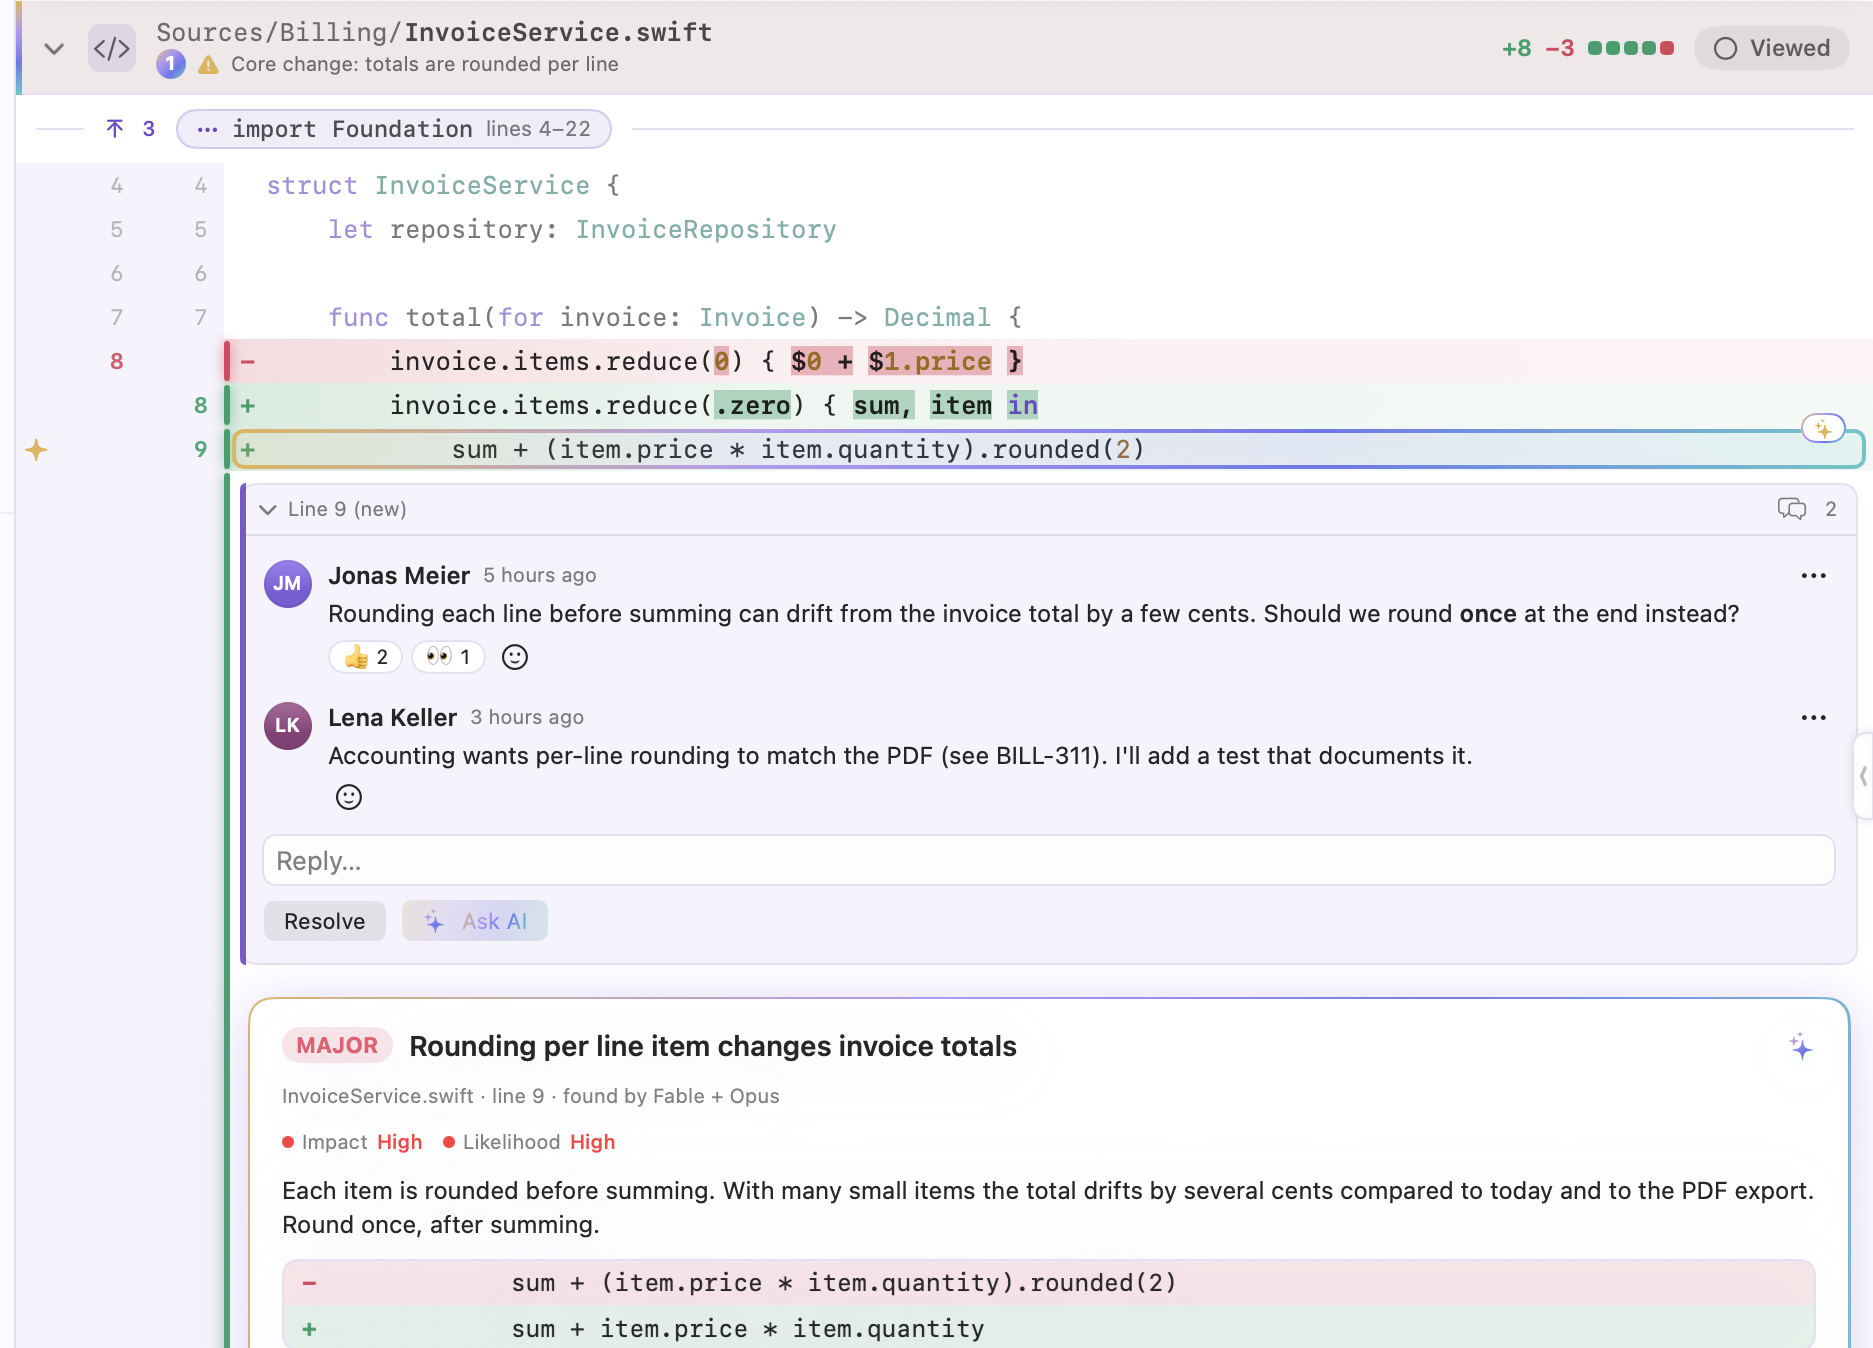 Sources/Billing/InvoiceService.swift
1 Core change: totals are rounded per line
+8 −3
Viewed
3 ··· import Foundation lines 4–22
4 4 struct InvoiceService {
5 5 let repository: InvoiceRepository
6 6
7 7 func total(for invoice: Invoice) -> Decimal {
8 − invoice.items.reduce(0) { $0 + $1.price }
8 + invoice.items.reduce(.zero) { sum, item in
9 + sum + (item.price * item.quantity).rounded(2)
Line 9 (new) 2
JM Jonas Meier 5 hours ago
Rounding each line before summing can drift from the invoice total by a few cents. Should we round once at the end instead?
👍 2 👀 1
LK Lena Keller 3 hours ago
Accounting wants per-line rounding to match the PDF (see BILL-311). I'll add a test that documents it.
Reply...
Resolve Ask AI
MAJOR Rounding per line item changes invoice totals
InvoiceService.swift · line 9 · found by Fable + Opus
Impact High Likelihood High
Each item is rounded before summing. With many small items the total drifts by several cents compared to today and to the PDF export.
Round once, after summing.
− sum + (item.price * item.quantity).rounded(2)
+ sum + item.price * item.quantity